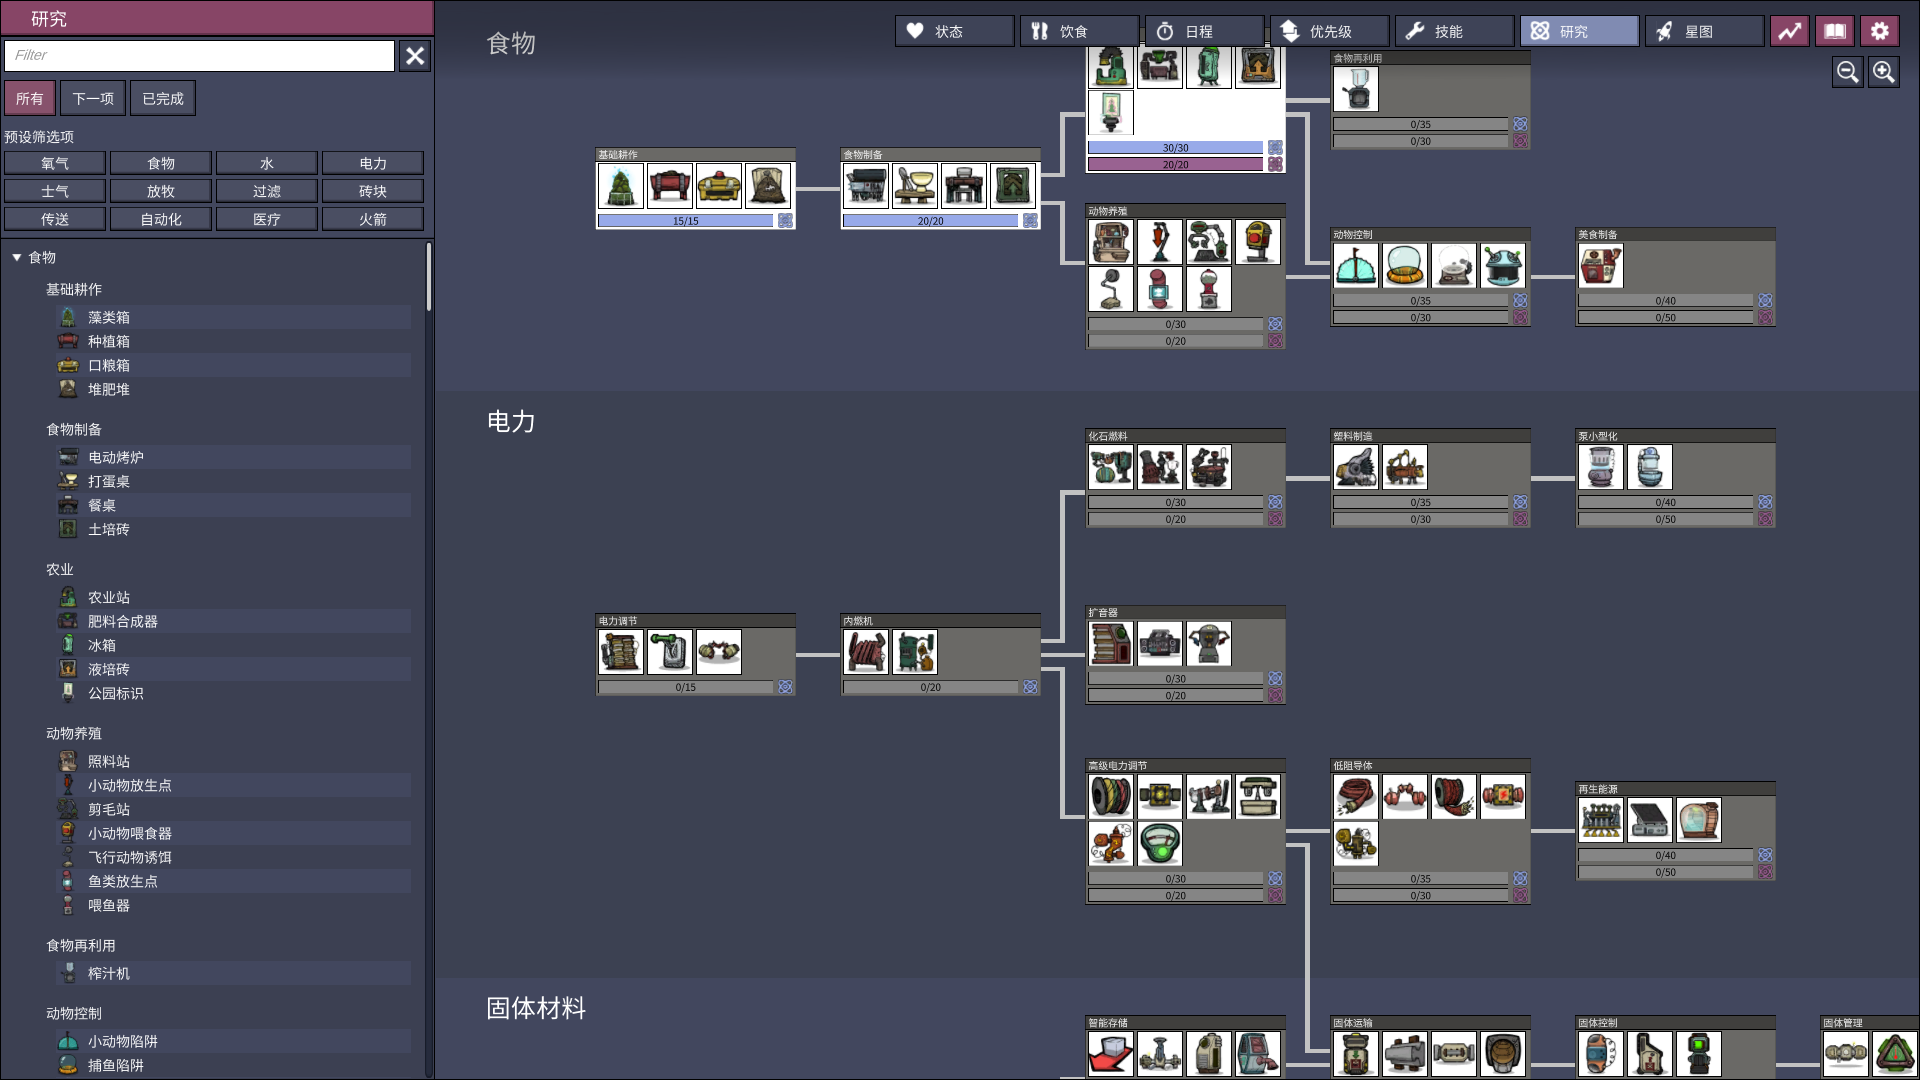 研究
Filter
所有
下一项
已完成
预设筛选项
氧气
食物
水
电力
士气
放牧
过滤
砖块
传送
自动化
医疗
火箭
食物
基础耕作
藻类箱
种植箱
口粮箱
堆肥堆
食物制备
电动烤炉
打蛋桌
餐桌
土培砖
农业
农业站
肥料合成器
冰箱
液培砖
公园标识
动物养殖
照料站
小动物放生点
剪毛站
小动物喂食器
飞行动物诱饵
鱼类放生点
喂鱼器
食物再利用
榨汁机
动物控制
小动物陷阱
捕鱼陷阱
状态
饮食
日程
优先级
技能
研究
星图
食物
基础耕作
15/15
食物制备
20/20
30/30
20/20
食物再利用
0/35
0/30
动物养殖
0/30
0/20
动物控制
0/35
0/30
美食制备
0/40
0/50
电力
电力调节
0/15
内燃机
0/20
化石燃料
0/30
0/20
塑料制造
0/35
0/30
泵小型化
0/40
0/50
扩音器
0/30
0/20
高级电力调节
0/30
0/20
低阻导体
0/35
0/30
再生能源
0/40
0/50
固体材料
智能存储
固体运输
固体控制
固体管理